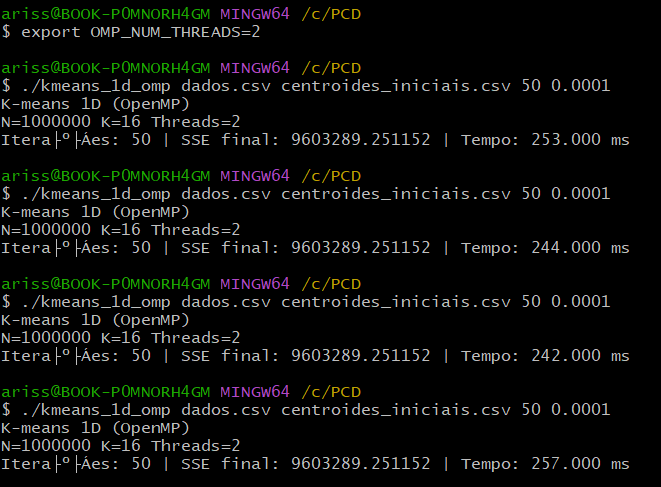 ariss@BOOK-P0MNORH4GM MINGW64 /c/PCD
$ export OMP_NUM_THREADS=2
ariss@BOOK-P0MNORH4GM MINGW64 /c/PCD
$ ./kmeans_1d_omp dados.csv centroides_iniciais.csv 50 0.0001
K-means 1D (OpenMP)
N=1000000 K=16 Threads=2
Itera├º├Áes: 50 | SSE final: 9603289.251152 | Tempo: 253.000 ms
ariss@BOOK-P0MNORH4GM MINGW64 /c/PCD
$ ./kmeans_1d_omp dados.csv centroides_iniciais.csv 50 0.0001
K-means 1D (OpenMP)
N=1000000 K=16 Threads=2
Itera├º├Áes: 50 | SSE final: 9603289.251152 | Tempo: 244.000 ms
ariss@BOOK-P0MNORH4GM MINGW64 /c/PCD
$ ./kmeans_1d_omp dados.csv centroides_iniciais.csv 50 0.0001
K-means 1D (OpenMP)
N=1000000 K=16 Threads=2
Itera├º├Áes: 50 | SSE final: 9603289.251152 | Tempo: 242.000 ms
ariss@BOOK-P0MNORH4GM MINGW64 /c/PCD
$ ./kmeans_1d_omp dados.csv centroides_iniciais.csv 50 0.0001
K-means 1D (OpenMP)
N=1000000 K=16 Threads=2
Itera├º├Áes: 50 | SSE final: 9603289.251152 | Tempo: 257.000 ms